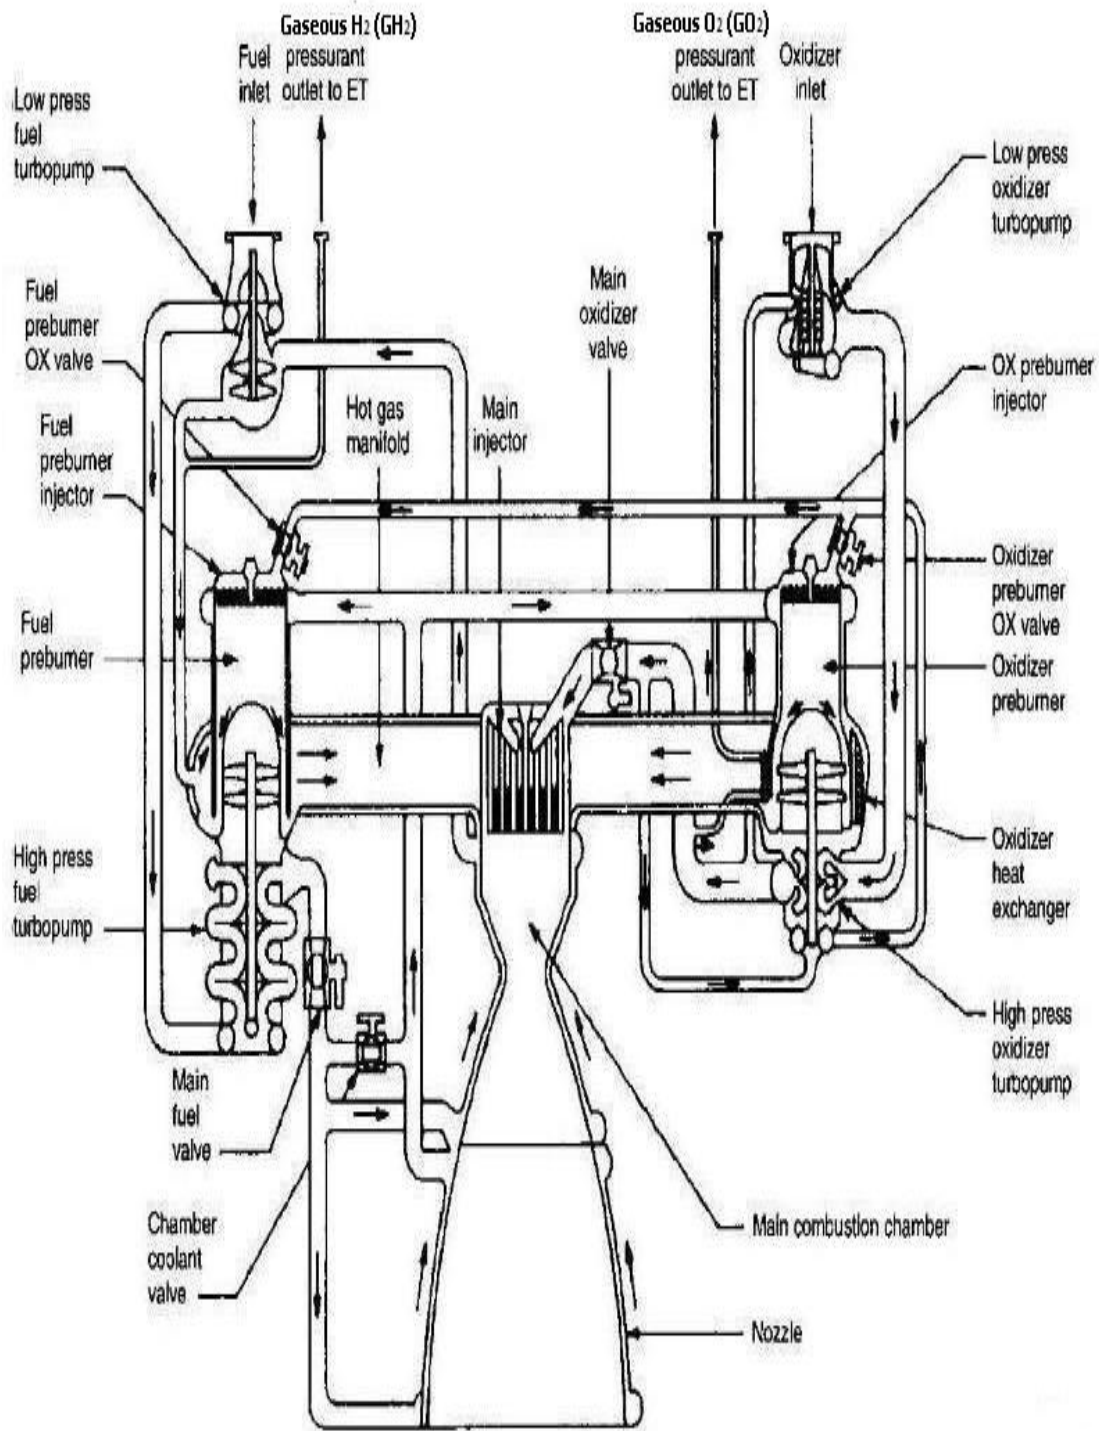 Gaseous H₂ (GH₂)
pressurant
outlet to ET
Fuel
inlet
Gaseous O₂ (GO₂)
pressurant
outlet to ET
Oxidizer
inlet
Low press
fuel
turbopump
Low press
oxidizer
turbopump
Fuel
preburner
OX valve
Main
oxidizer
valve
OX preburner
injector
Fuel
preburner
injector
Hot gas
manifold
Main
injector
Oxidizer
preburner
OX valve
Fuel
preburner
Oxidizer
preburner
High press
fuel
turbopump
Oxidizer
heat
exchanger
High press
oxidizer
turbopump
Main
fuel
valve
Chamber
coolant
valve
Main combustion chamber
Nozzle